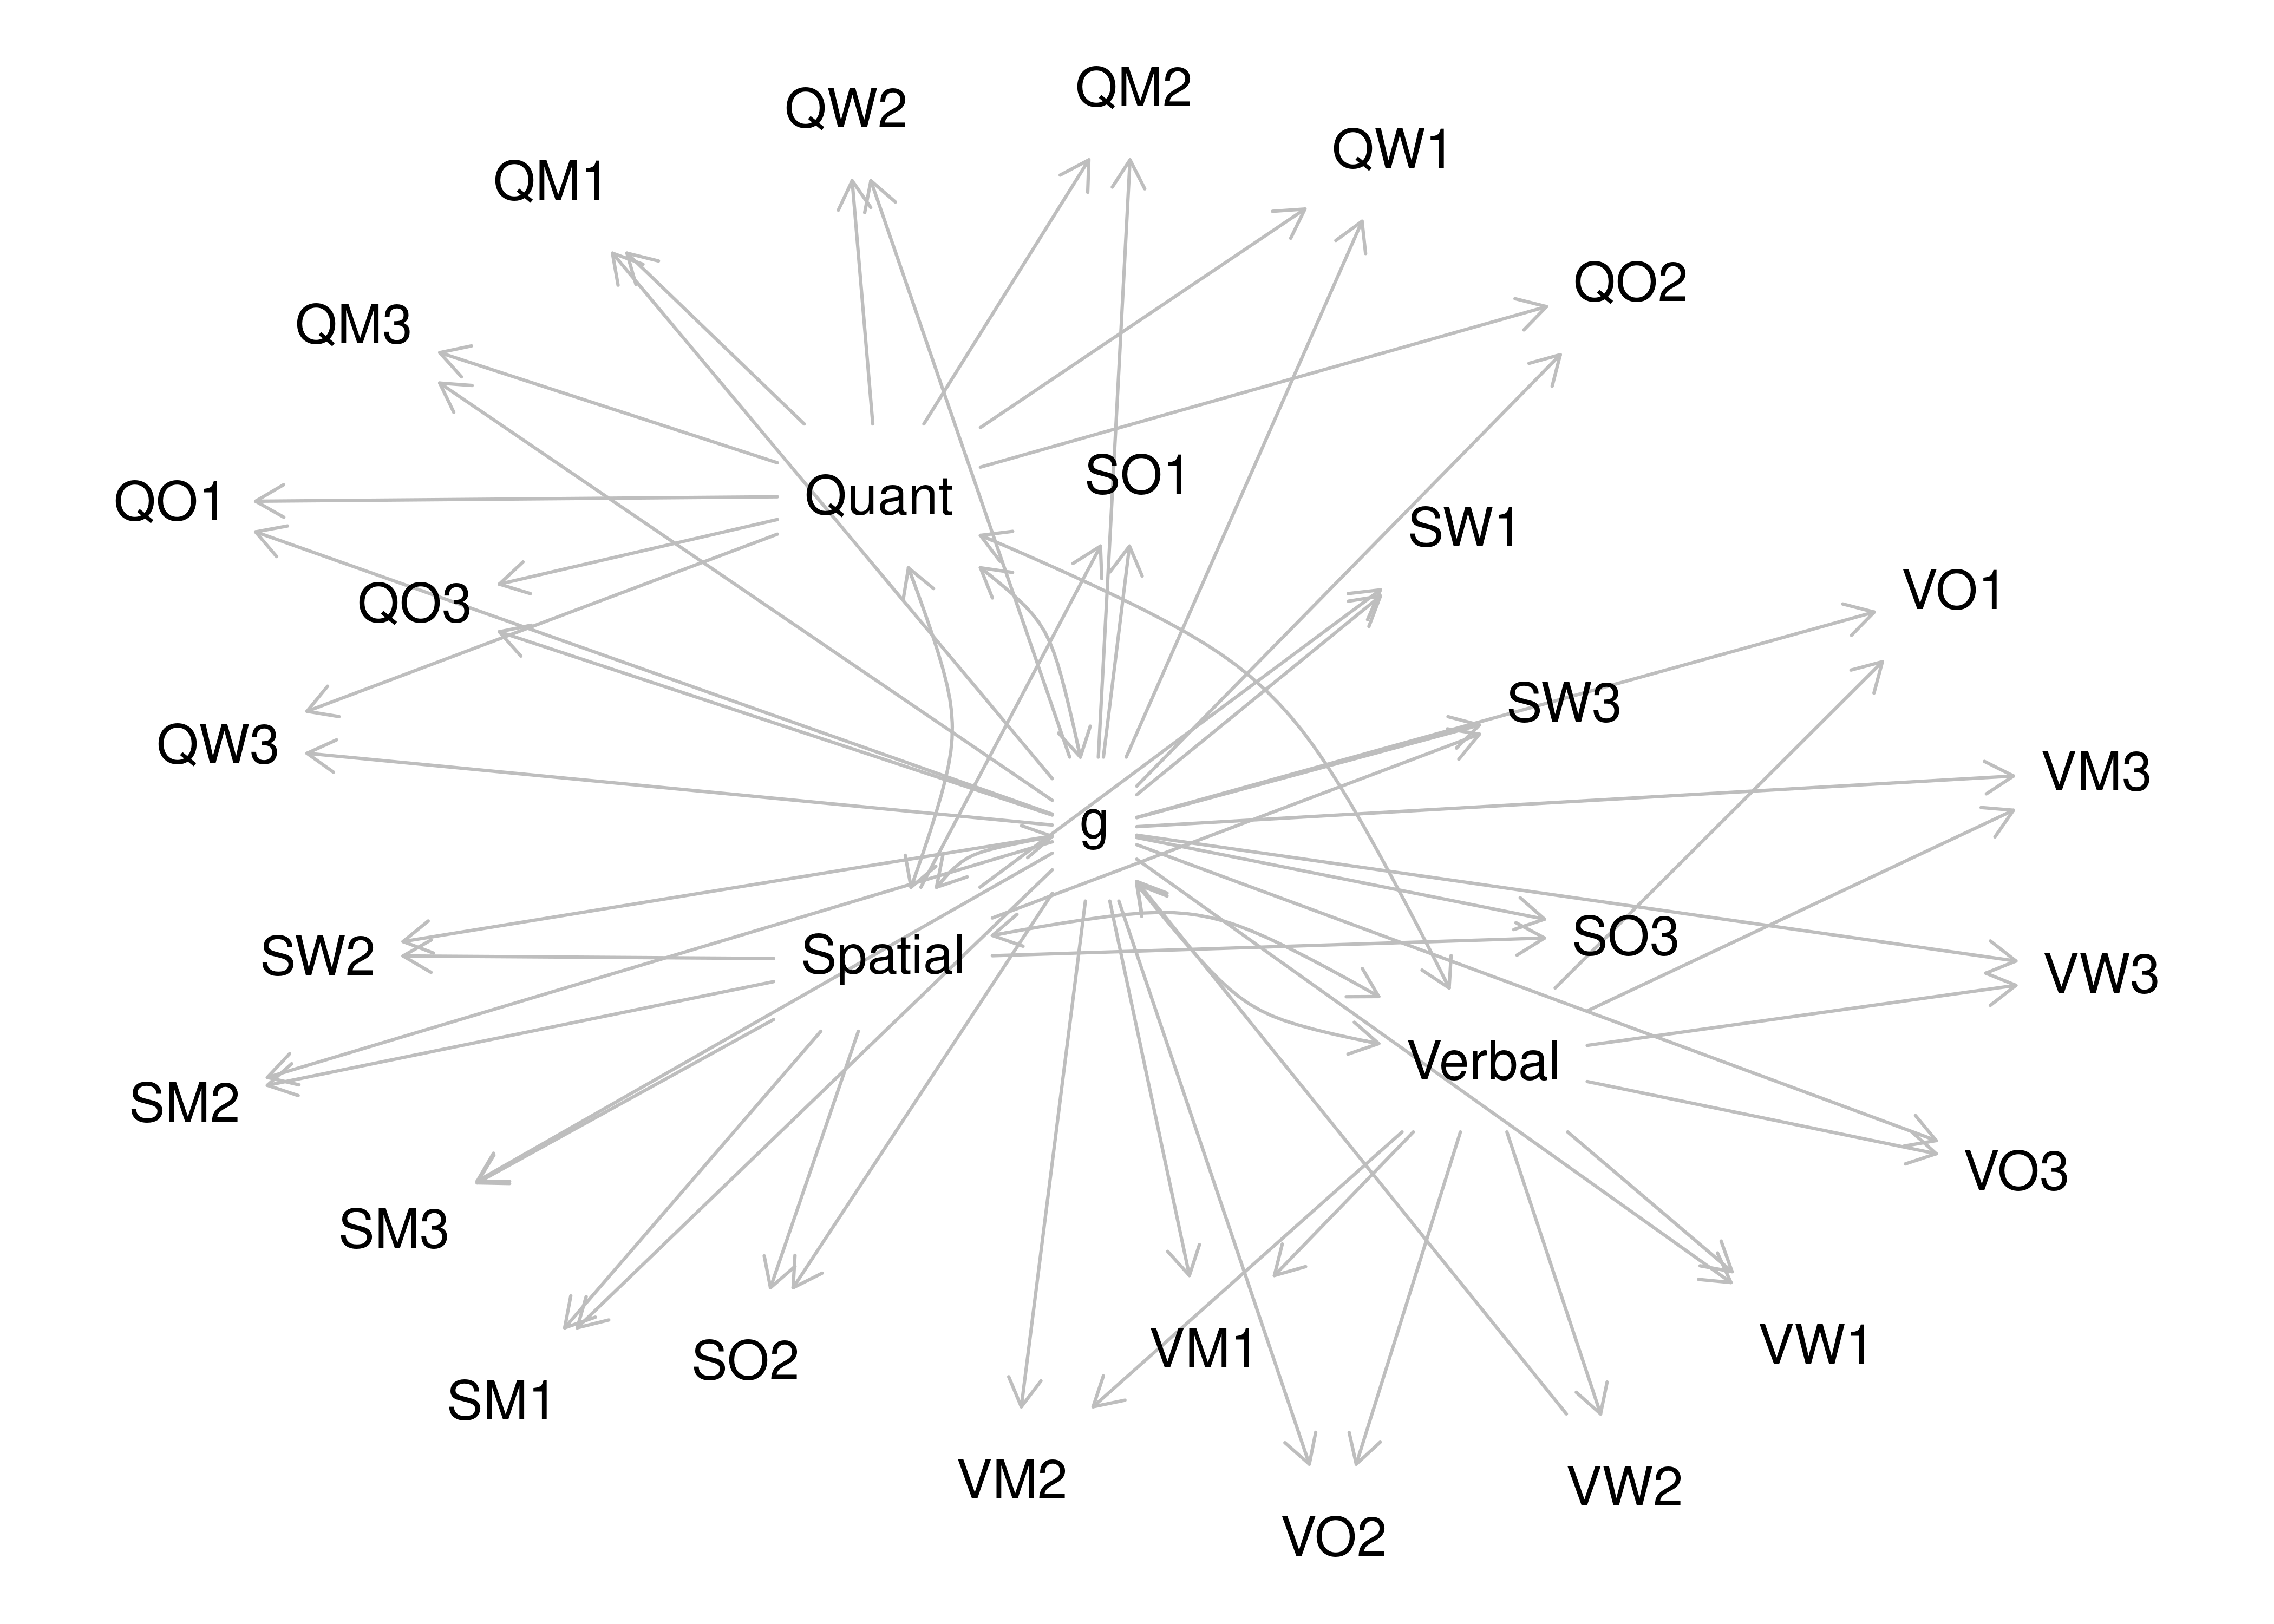 QM2
QW2
QW1
QM1
QO2
QM3
SO1
Quant
QO1
SW1
VO1
QO3
SW3
QW3
VM3
g
SO3
Spatial
SW2
VW3
Verbal
SM2
VO3
SM3
VW1
VM1
SO2
SM1
VM2
VW2
VO2